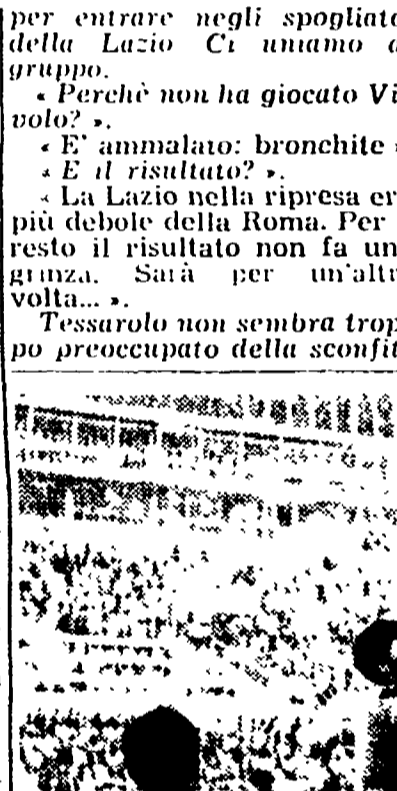 per entrare negli spogliato
della Lazio Ci uniamo a
gruppo.
« Perchè non ha giocato Vi
volo? ».
« E' ammalato: bronchite »
« E il risultato? ».
« La Lazio nella ripresa er
più debole della Roma. Per
resto il risultato non fa un
grinza. Sarà per un'altr
volta... ».
Tessarolo non sembra trop
po preoccupato della sconfit